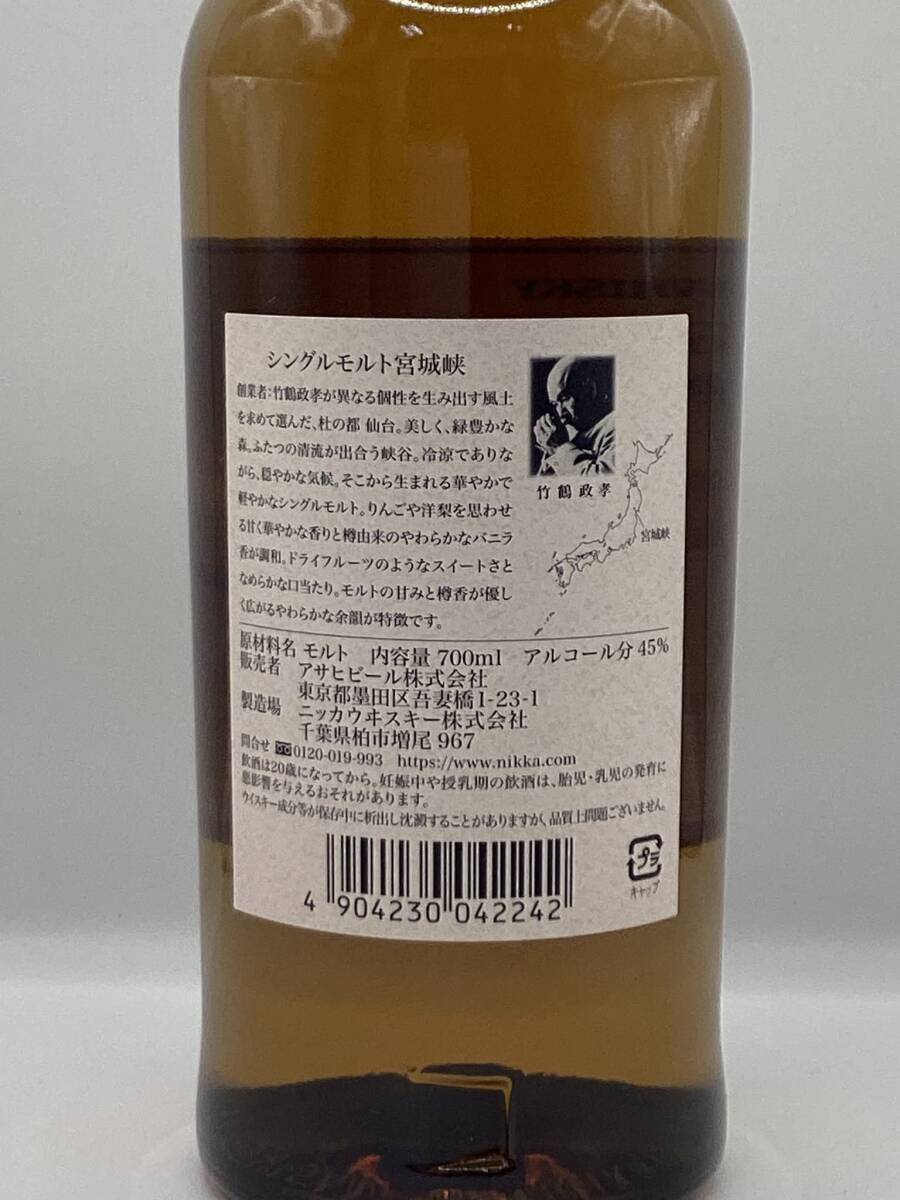 WHISKY
シングルモルト宮城峡
創業者:竹鶴政孝が異なる個性を生み出す風土
を求めて選んだ、杜の都 仙台。美しく、緑豊かな
森。ふたつの清流が出合う峡谷。冷涼でありな
がら、穏やかな気候。そこから生まれる華やかで
軽やかなシングルモルト。りんごや洋梨を思わせ
る甘く華やかな香りと樽由来のやわらかなバニラ
香が調和。ドライフルーツのようなスイートさと
なめらかな口当たり。モルトの甘みと樽香が優し
く広がるやわらかな余韻が特徴です。
竹鶴政孝
宮城峡
原材料名 モルト 内容量 700ml アルコール分 45%
販売者 アサヒビール株式会社
東京都墨田区吾妻橋1-23-1
製造場 ニッカウヰスキー株式会社
千葉県柏市増尾 967
問合せ 0120-019-993 https://www.nikka.com
飲酒は20歳になってから。妊娠中や授乳期の飲酒は、胎児・乳児の発育に
悪影響を与えるおそれがあります。
ウイスキー成分等が保存中に析出し沈澱することがありますが、品質上問題ございません。
プラ
キャップ
4 904230 042242